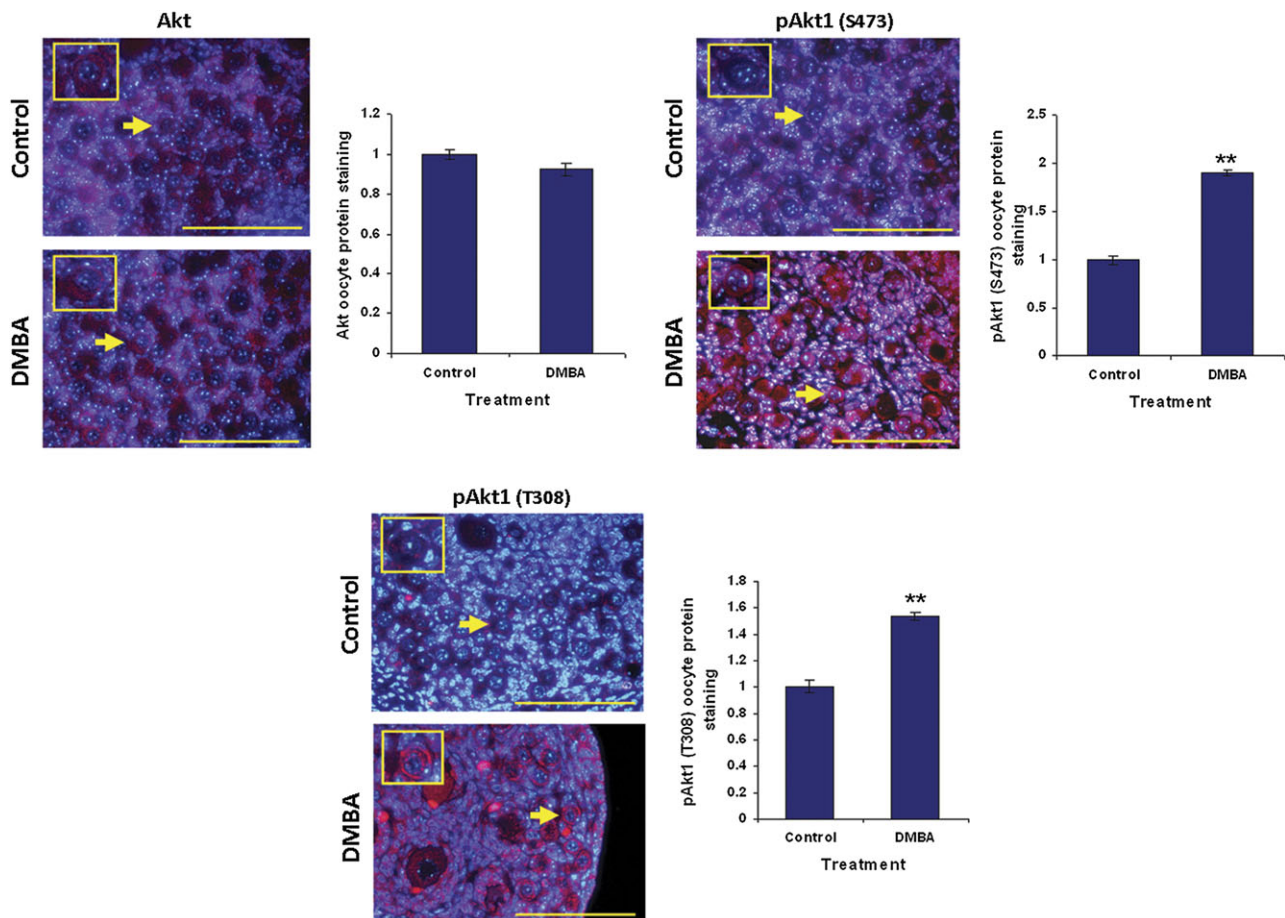 Akt
Control
DMBA
Akt oocyte protein staining
1.2
1
0.8
0.6
0.4
0.2
0
Control
DMBA
Treatment
pAkt1 (S473)
Control
DMBA
pAkt1 (S473) oocyte protein
staining
2.5
2
1.5
1
0.5
0
**
Control
DMBA
Treatment
pAkt1 (T308)
Control
DMBA
pAkt1 (T308) oocyte protein
staining
1.8
1.6
1.4
1.2
1
0.8
0.6
0.4
0.2
0
**
Control
DMBA
Treatment